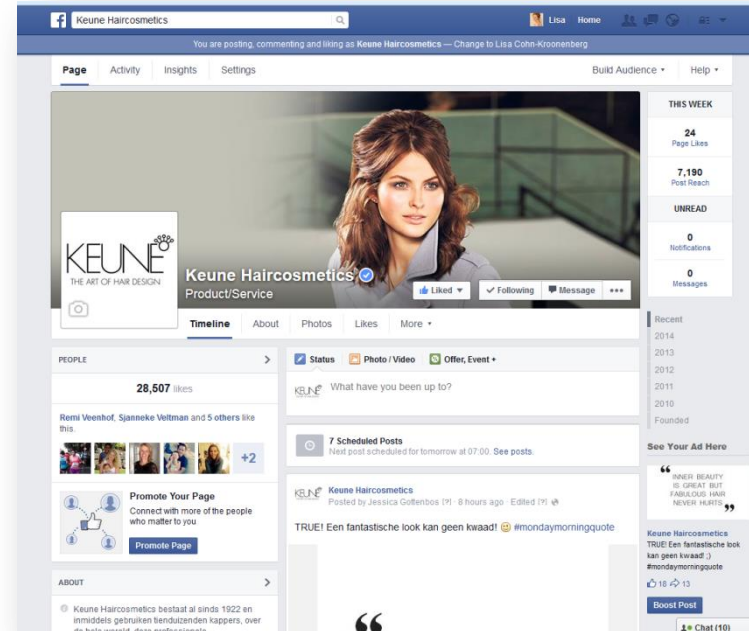 Keune Haircosmetics
Lisa Home
You are posting, commenting and liking as Keune Haircosmetics — Change to Lisa Cohn-Kroonenberg
Page Activity Insights Settings Build Audience Help
KEUNE
THE ART OF HAIR DESIGN
Keune Haircosmetics
Product/Service
Liked Following Message
Timeline About Photos Likes More
PEOPLE
28,507 likes
Remi Veenhof, Sjanneke Veltman and 5 others like
this.
+2
Promote Your Page
Connect with more of the people
who matter to you
Promote Page
ABOUT
Keune Haircosmetics bestaat al sinds 1922 en
inmiddels gebruiken tienduizenden kappers, over
de hele wereld, deze professionele
Status Photo / Video Offer, Event +
KEUNE What have you been up to?
7 Scheduled Posts
Next post scheduled for tomorrow at 07:00. See posts.
KEUNE Keune Haircosmetics
Posted by Jessica Gottenbos [?] · 8 hours ago · Edited [?]
TRUE! Een fantastische look kan geen kwaad! #mondaymorningquote
“
THIS WEEK
24
Page Likes
7,190
Post Reach
UNREAD
0
Notifications
0
Messages
Recent
2014
2013
2012
2011
2010
Founded
See Your Ad Here
“ INNER BEAUTY
IS GREAT BUT
FABULOUS HAIR
NEVER HURTS ”
Keune Haircosmetics
TRUE! Een fantastische look
kan geen kwaad! ;)
#mondaymorningquote
18 13
Boost Post
Chat (10)